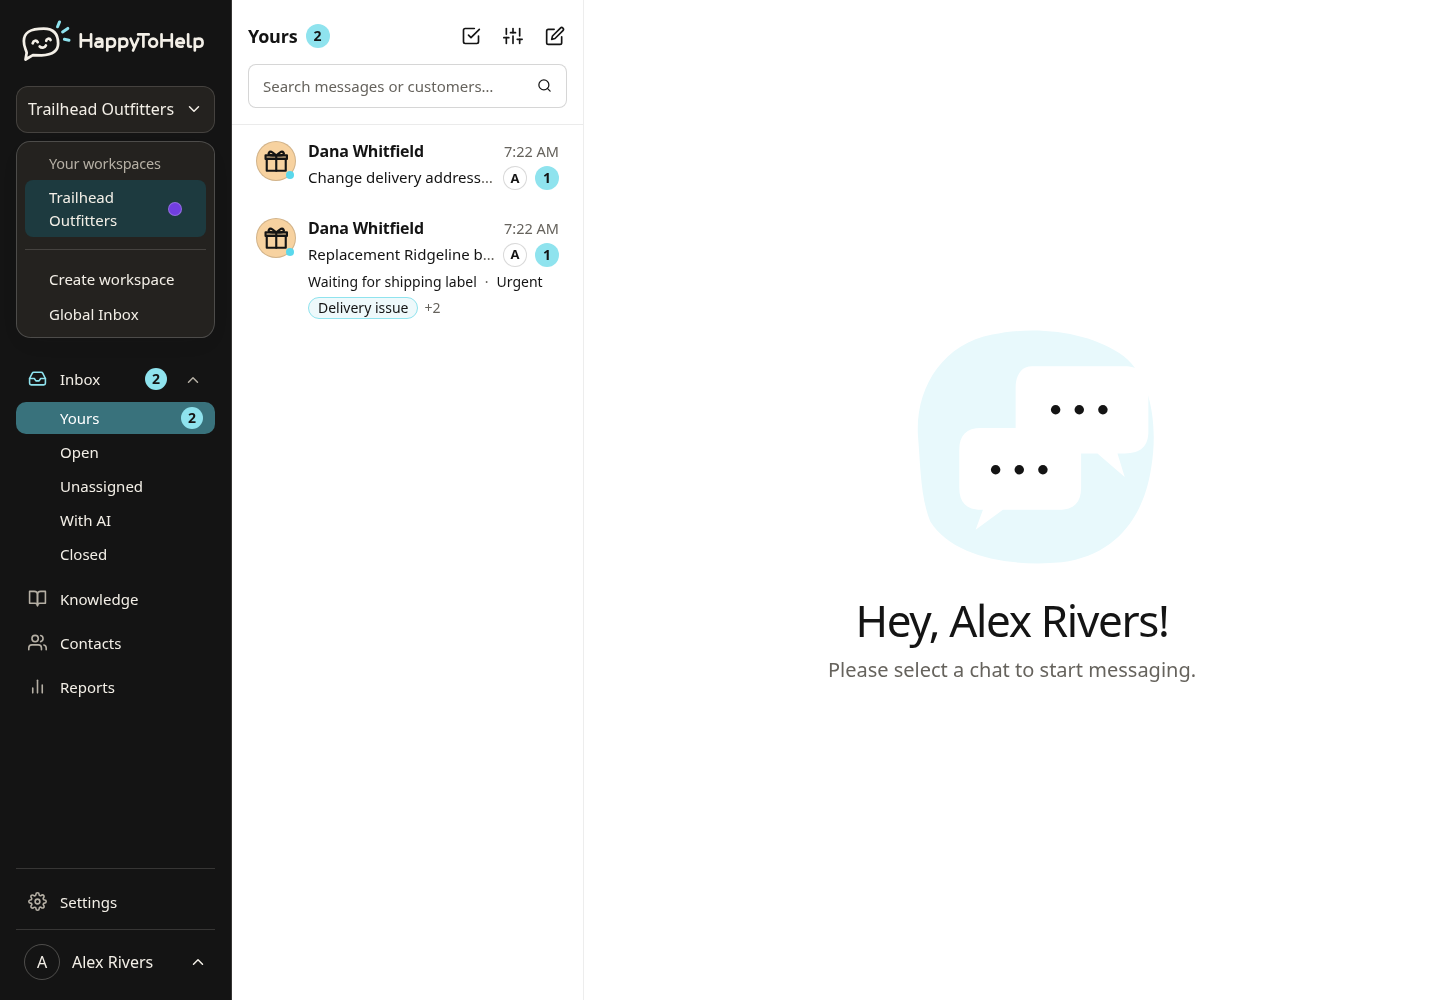 HappyToHelp
Trailhead Outfitters
Your workspaces
Trailhead
Outfitters
Create workspace
Global Inbox
Inbox 2
Yours 2
Open
Unassigned
With AI
Closed
Knowledge
Contacts
Reports
Settings
A Alex Rivers
Yours 2
Search messages or customers...
Dana Whitfield 7:22 AM
Change delivery address... A 1
Dana Whitfield 7:22 AM
Replacement Ridgeline b... A 1
Waiting for shipping label · Urgent
Delivery issue +2
Hey, Alex Rivers!
Please select a chat to start messaging.